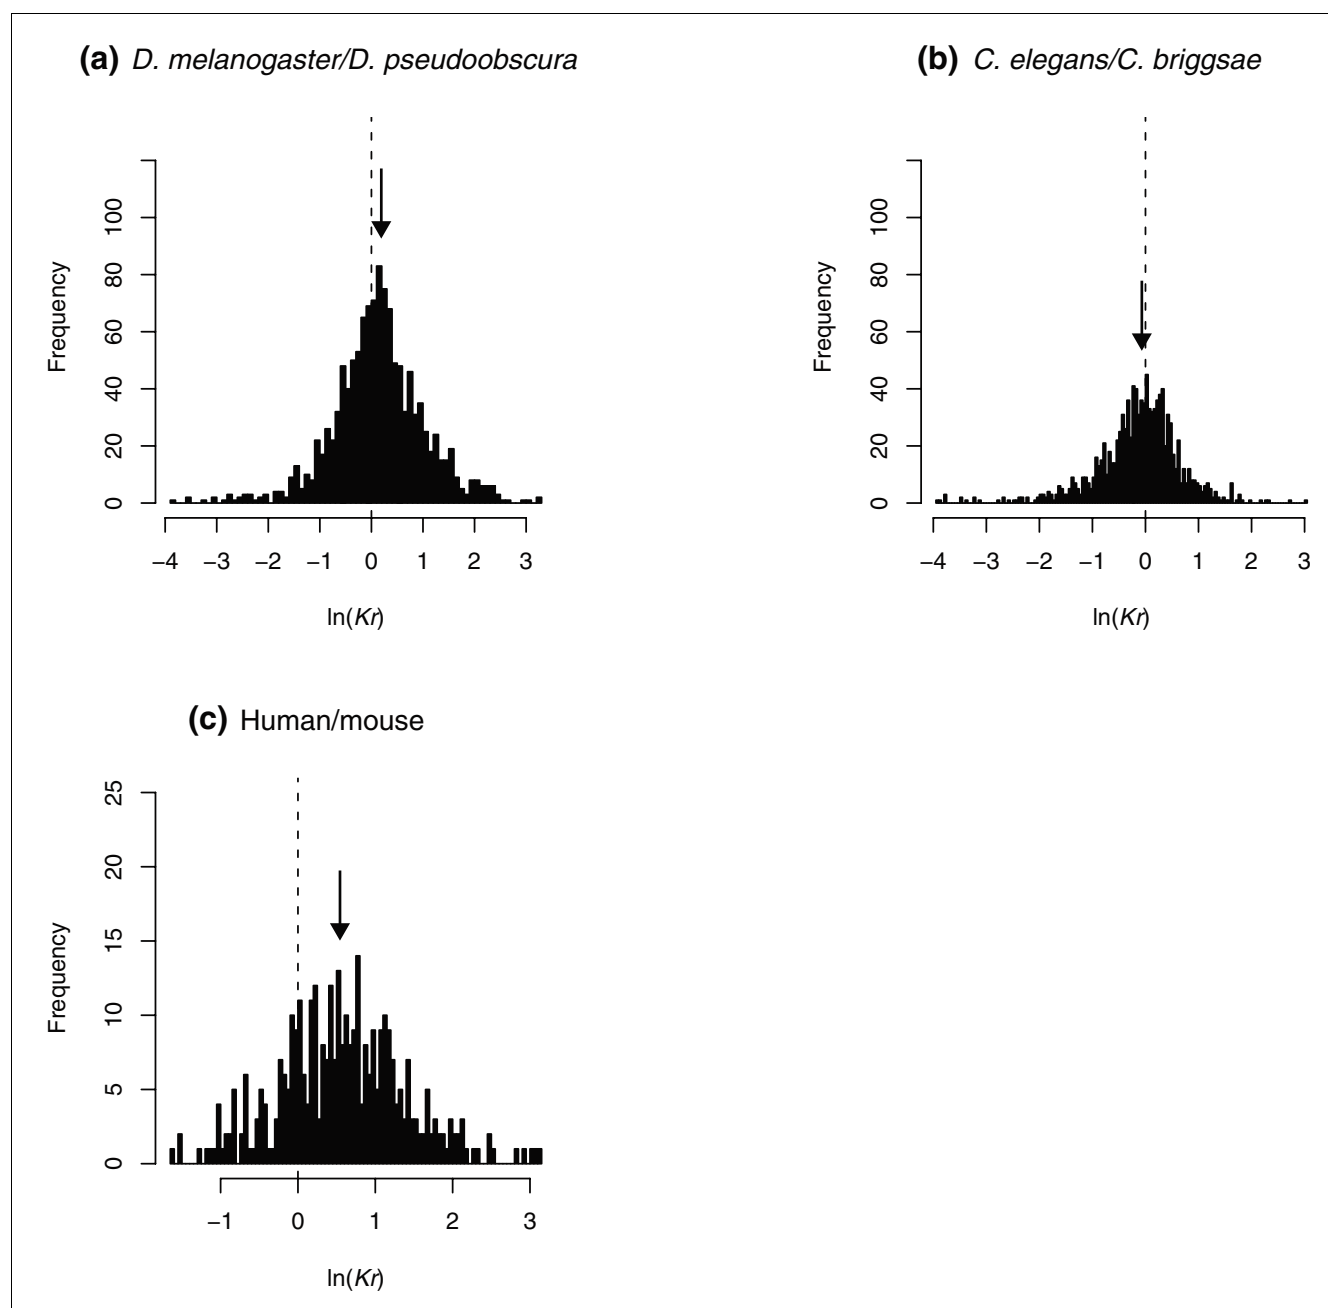 (a) D. melanogaster/D. pseudoobscura
Frequency
100
80
60
40
20
0
−4 −3 −2 −1 0 1 2 3
ln(Kr)
(b) C. elegans/C. briggsae
Frequency
100
80
60
40
20
0
−4 −3 −2 −1 0 1 2 3
ln(Kr)
(c) Human/mouse
Frequency
25
20
15
10
5
0
−1 0 1 2 3
ln(Kr)